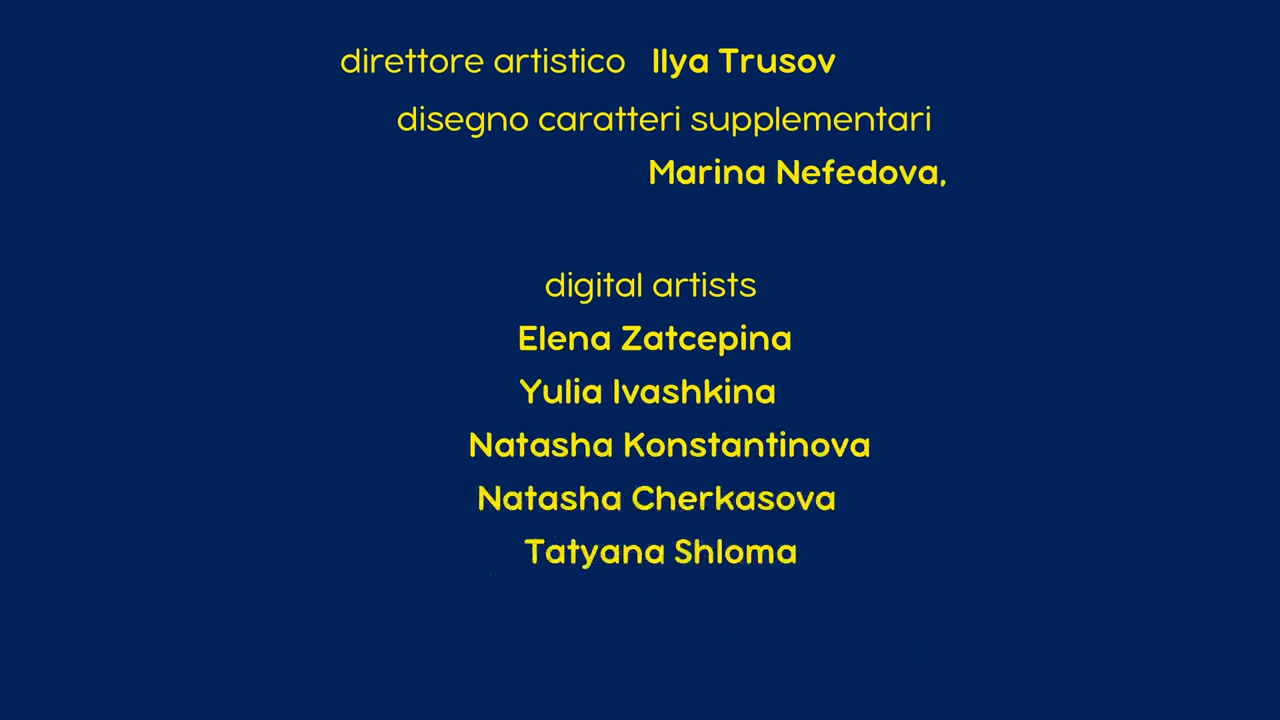 direttore artistico Ilya Trusov
disegno caratteri supplementari
Marina Nefedova,
digital artists
Elena Zatcepina
Yulia Ivashkina
Natasha Konstantinova
Natasha Cherkasova
Tatyana Shloma